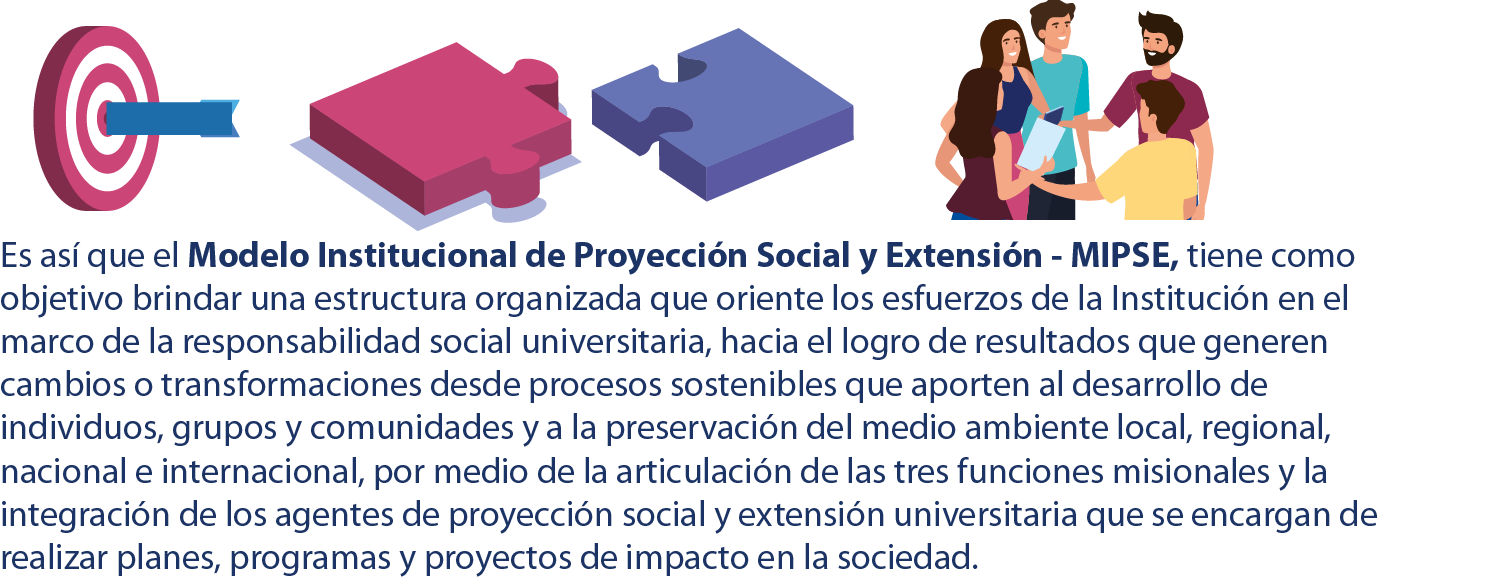 Es así que el Modelo Institucional de Proyección Social y Extensión - MIPSE, tiene como
objetivo brindar una estructura organizada que oriente los esfuerzos de la Institución en el
marco de la responsabilidad social universitaria, hacia el logro de resultados que generen
cambios o transformaciones desde procesos sostenibles que aporten al desarrollo de
individuos, grupos y comunidades y a la preservación del medio ambiente local, regional,
nacional e internacional, por medio de la articulación de las tres funciones misionales y la
integración de los agentes de proyección social y extensión universitaria que se encargan de
realizar planes, programas y proyectos de impacto en la sociedad.